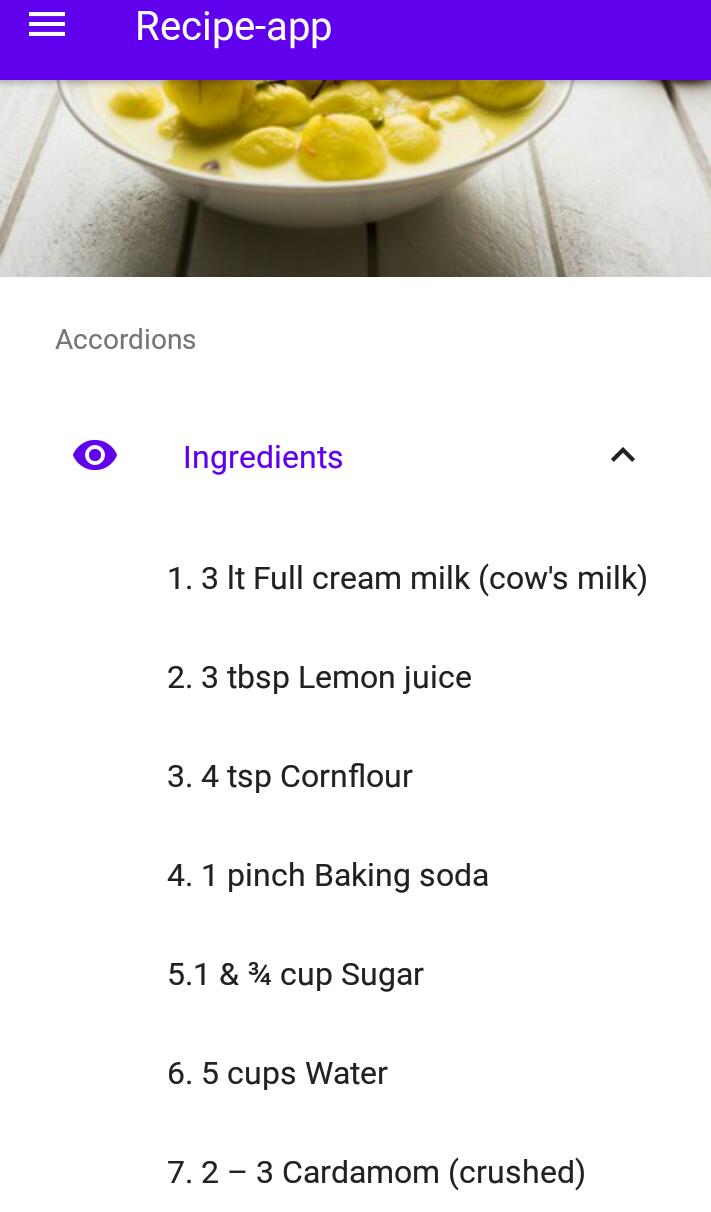 Recipe-app
Accordions
Ingredients
1. 3 lt Full cream milk (cow's milk)
2. 3 tbsp Lemon juice
3. 4 tsp Cornflour
4. 1 pinch Baking soda
5.1 & ¾ cup Sugar
6. 5 cups Water
7. 2 – 3 Cardamom (crushed)